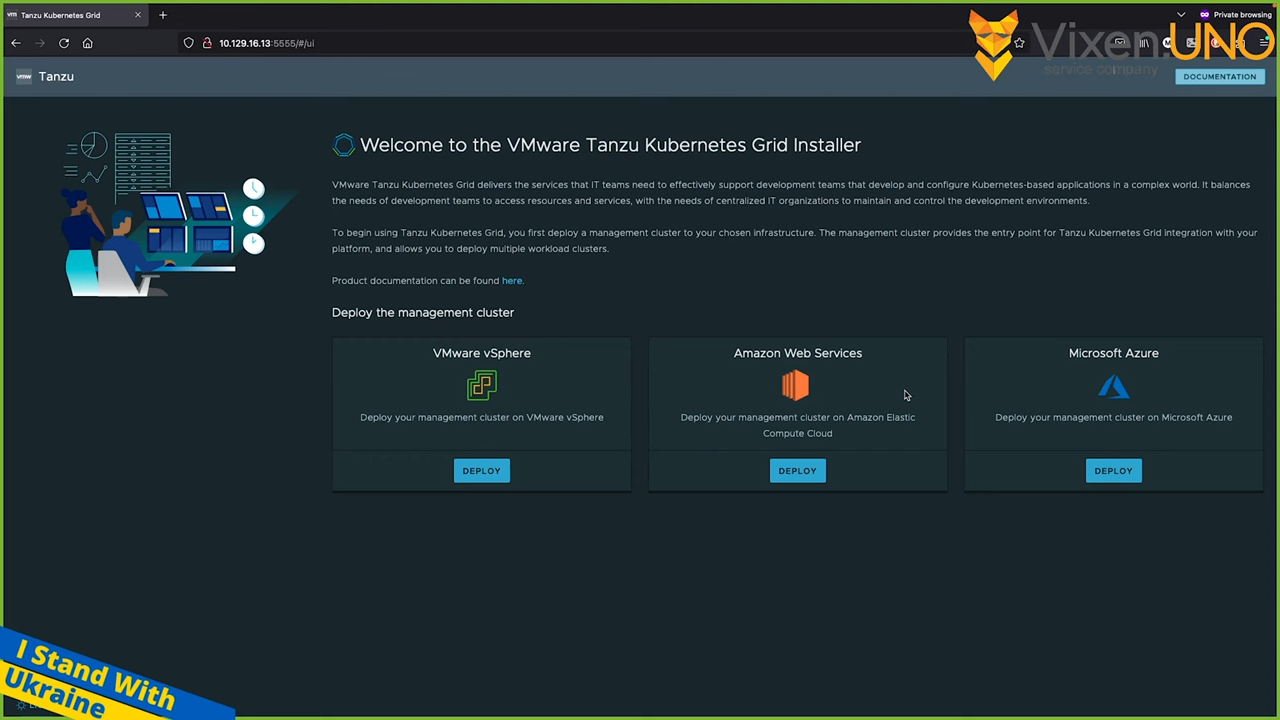 Tanzu Kubernetes Grid
Private browsing
10.129.16.13:5555/#/ui
Vixen.UNO
service company
vmw Tanzu
DOCUMENTATION
Welcome to the VMware Tanzu Kubernetes Grid Installer
VMware Tanzu Kubernetes Grid delivers the services that IT teams need to effectively support development teams that develop and configure Kubernetes-based applications in a complex world. It balances
the needs of development teams to access resources and services, with the needs of centralized IT organizations to maintain and control the development environments.
To begin using Tanzu Kubernetes Grid, you first deploy a management cluster to your chosen infrastructure. The management cluster provides the entry point for Tanzu Kubernetes Grid integration with your
platform, and allows you to deploy multiple workload clusters.
Product documentation can be found here.
Deploy the management cluster
VMware vSphere
Deploy your management cluster on VMware vSphere
DEPLOY
Amazon Web Services
Deploy your management cluster on Amazon Elastic
Compute Cloud
DEPLOY
Microsoft Azure
Deploy your management cluster on Microsoft Azure
DEPLOY
I Stand With
Ukraine